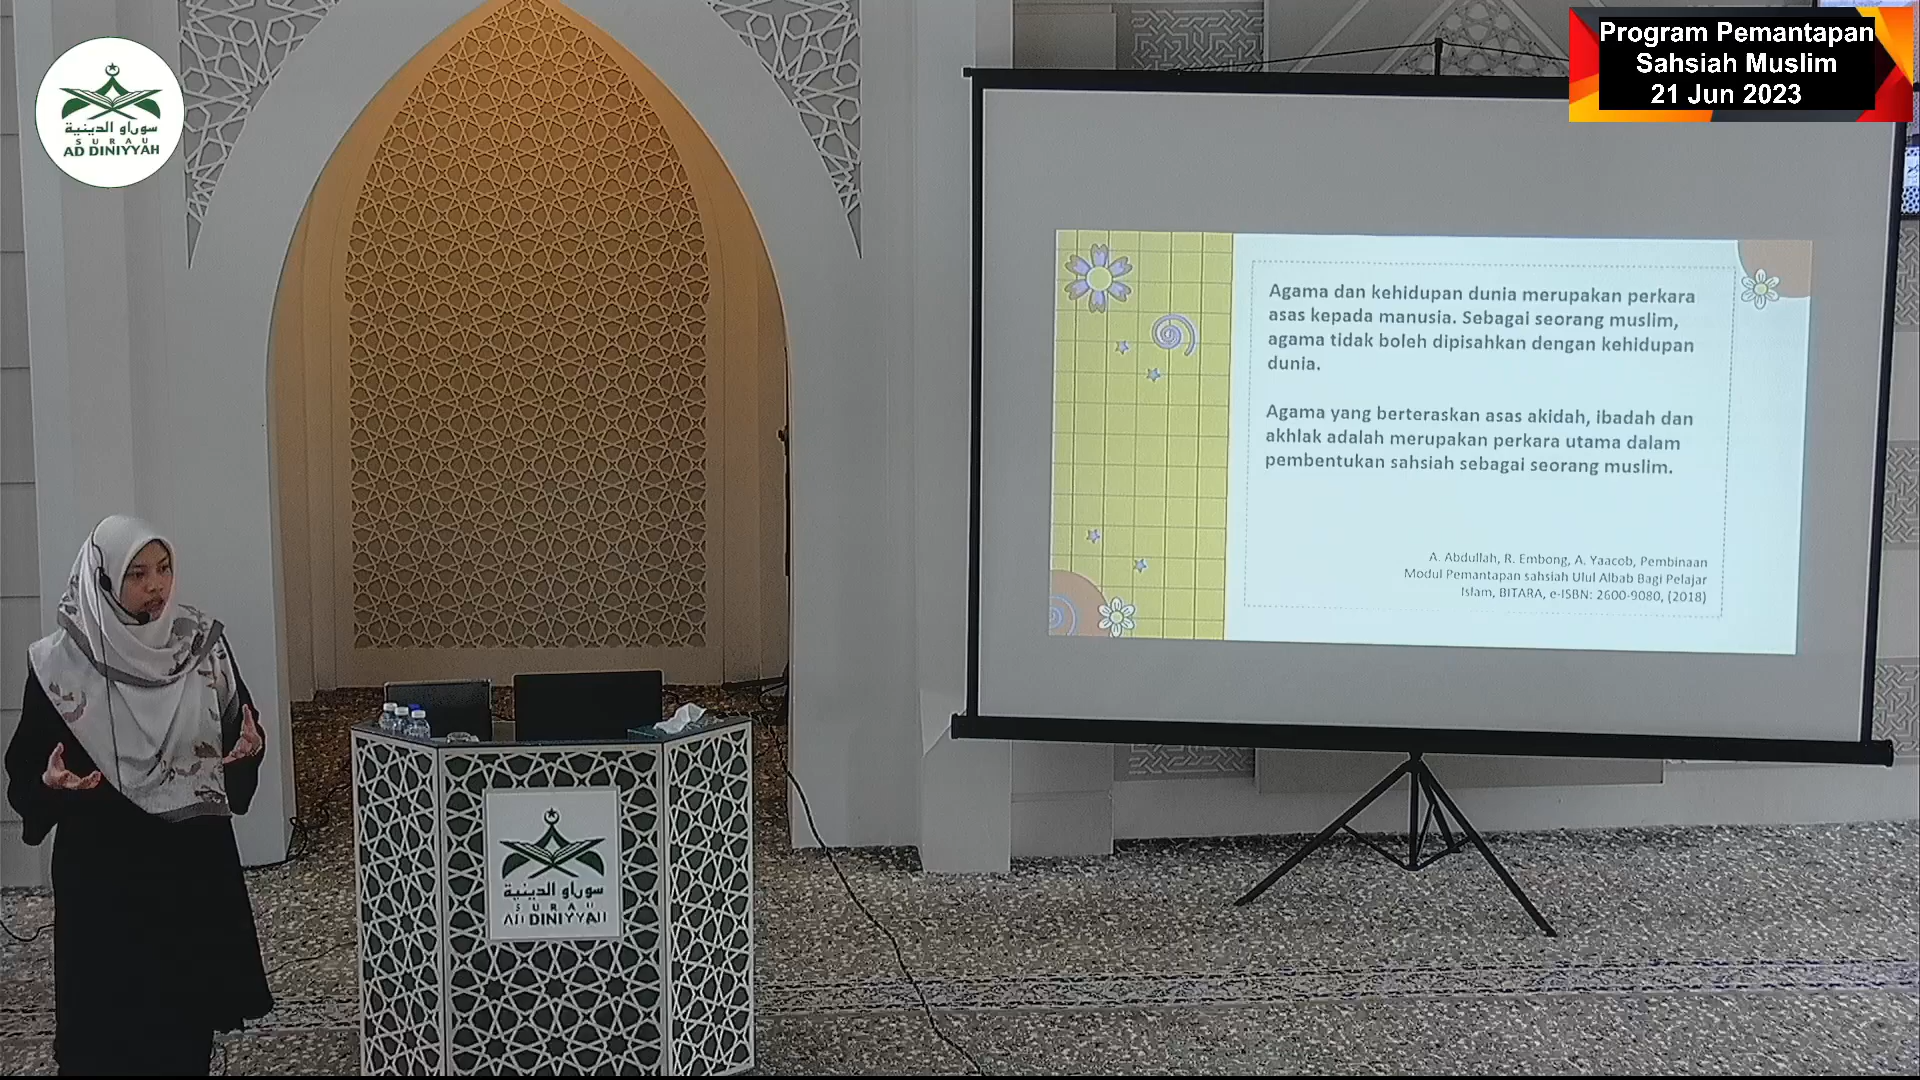 سوراو الدينية
SURAU
AD DINIYYAH
Program Pemantapan
Sahsiah Muslim
21 Jun 2023
Agama dan kehidupan dunia merupakan perkara
asas kepada manusia. Sebagai seorang muslim,
agama tidak boleh dipisahkan dengan kehidupan
dunia.
Agama yang berteraskan asas akidah, ibadah dan
akhlak adalah merupakan perkara utama dalam
pembentukan sahsiah sebagai seorang muslim.
A. Abdullah, R. Embong, A. Yaacob, Pembinaan
Modul Pemantapan sahsiah Ulul Albab Bagi Pelajar
Islam, BITARA, e-ISBN: 2600-9080, (2018)
سوراو الدينية
SURAU
AD DINIYYAH